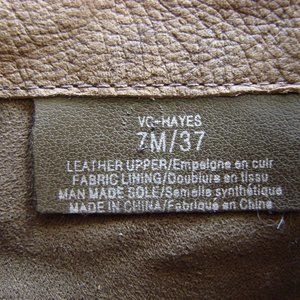 VC-HAYES
7M/37
LEATHER UPPER/Empeigne en cuir
FABRIC LINING/Doublure en tissu
MAN MADE SOLE/Semelle synthétique
MADE IN CHINA/Fabriqué en Chine